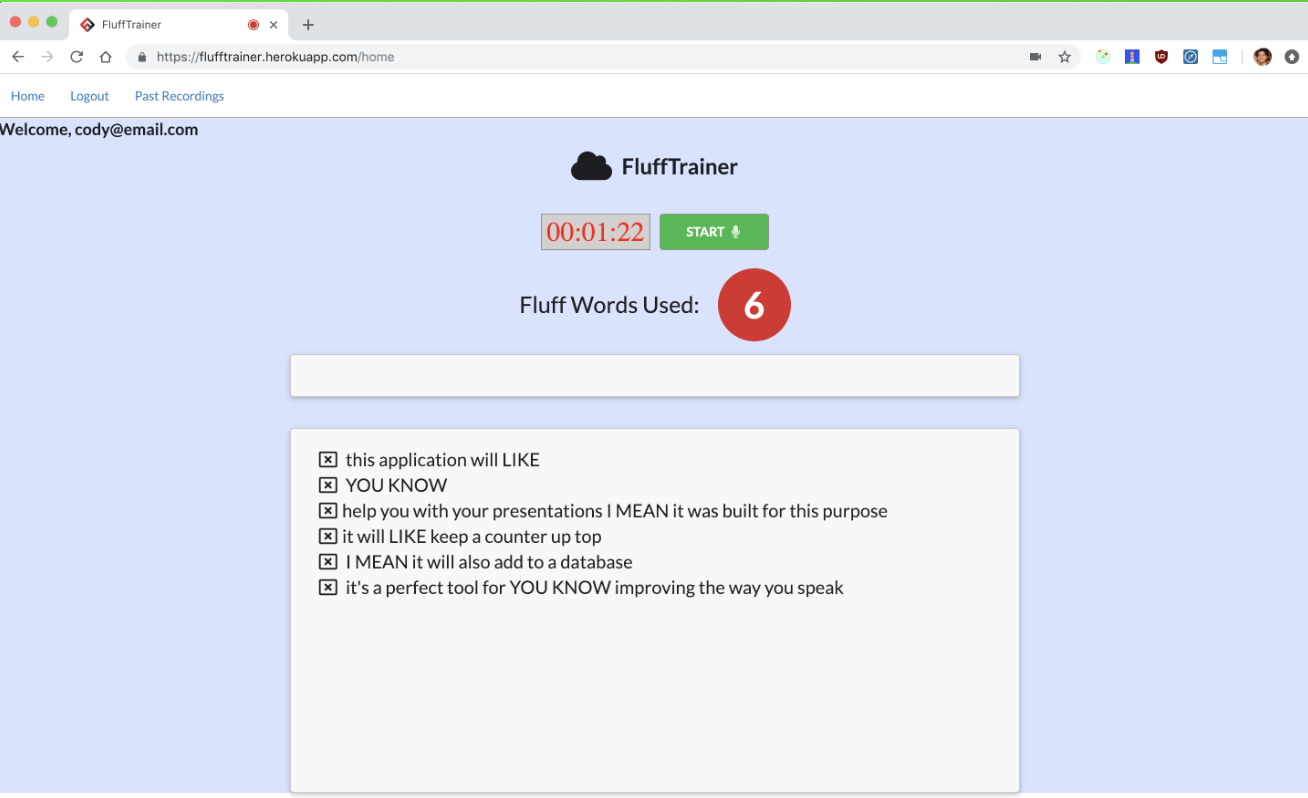 FluffTrainer
https://flufftrainer.herokuapp.com/home
Home Logout Past Recordings
Welcome, cody@email.com
FluffTrainer
00:01:22 START
Fluff Words Used: 6
this application will LIKE
YOU KNOW
help you with your presentations I MEAN it was built for this purpose
it will LIKE keep a counter up top
I MEAN it will also add to a database
it's a perfect tool for YOU KNOW improving the way you speak